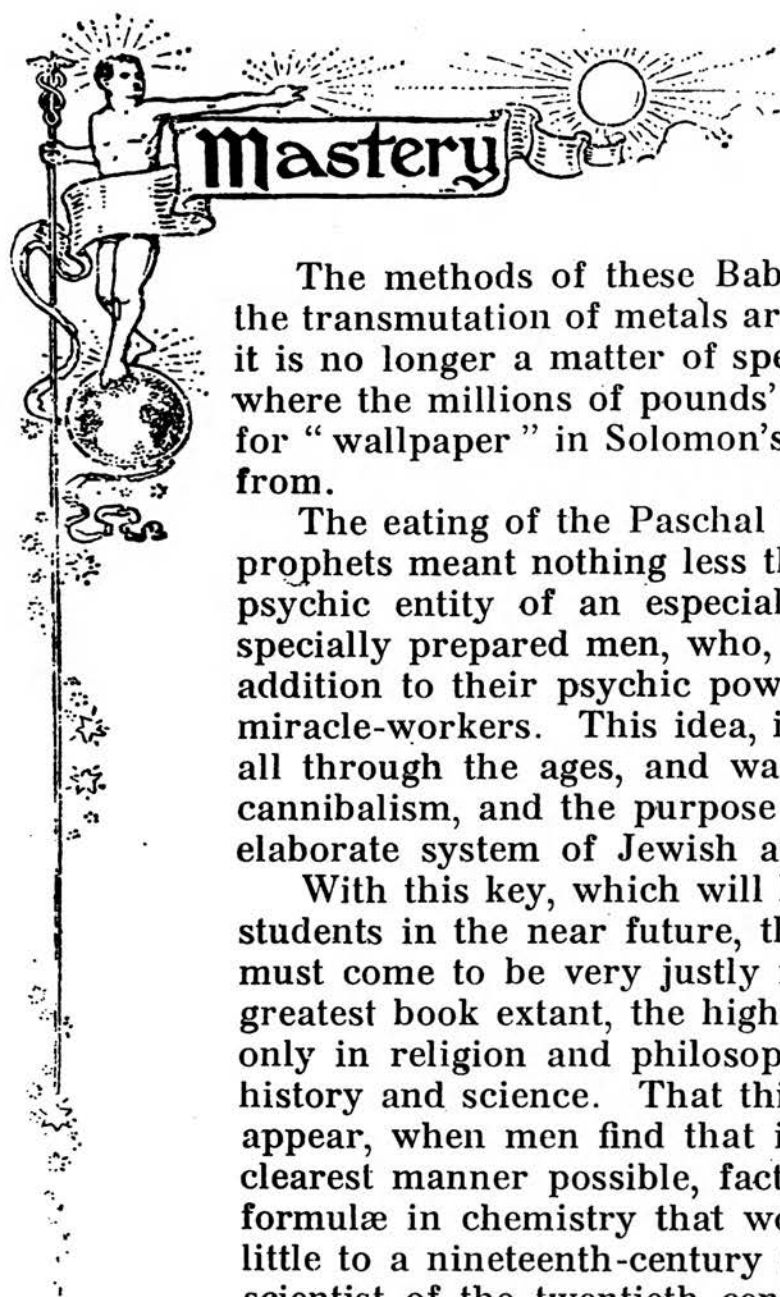 Mastery
The methods of these Bab
the transmutation of metals ar
it is no longer a matter of spe
where the millions of pounds'
for “ wallpaper ” in Solomon's
from.
The eating of the Paschal
prophets meant nothing less t
psychic entity of an especial
specially prepared men, who,
addition to their psychic pow
miracle-workers. This idea, i
all through the ages, and wa
cannibalism, and the purpose
elaborate system of Jewish a
With this key, which will
students in the near future, t
must come to be very justly
greatest book extant, the high
only in religion and philosop
history and science. That thi
appear, when men find that i
clearest manner possible, fact
formulæ in chemistry that w
little to a nineteenth-century
scientist of the twentieth cen